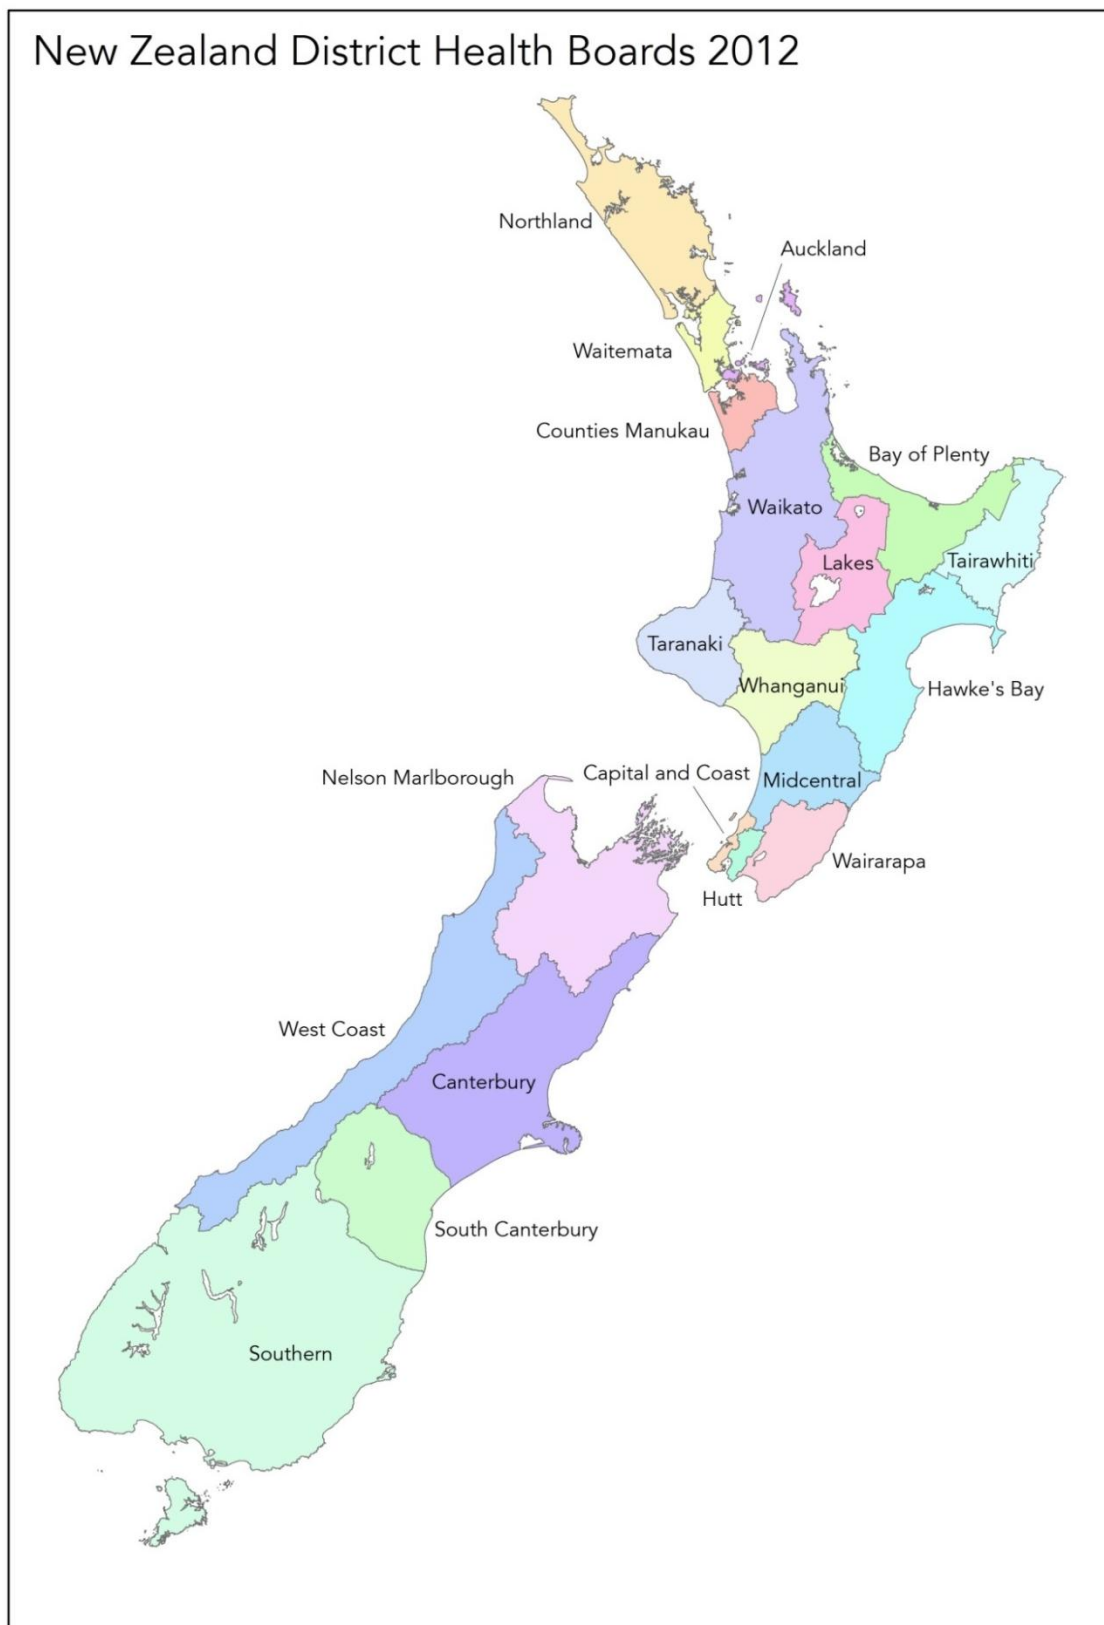 New Zealand District Health Boards 2012
Northland
Auckland
Waitemata
Counties Manukau
Bay of Plenty
Waikato
Lakes
Tairawhiti
Taranaki
Whanganui
Hawke's Bay
Nelson Marlborough
Capital and Coast
Midcentral
Wairarapa
Hutt
West Coast
Canterbury
South Canterbury
Southern